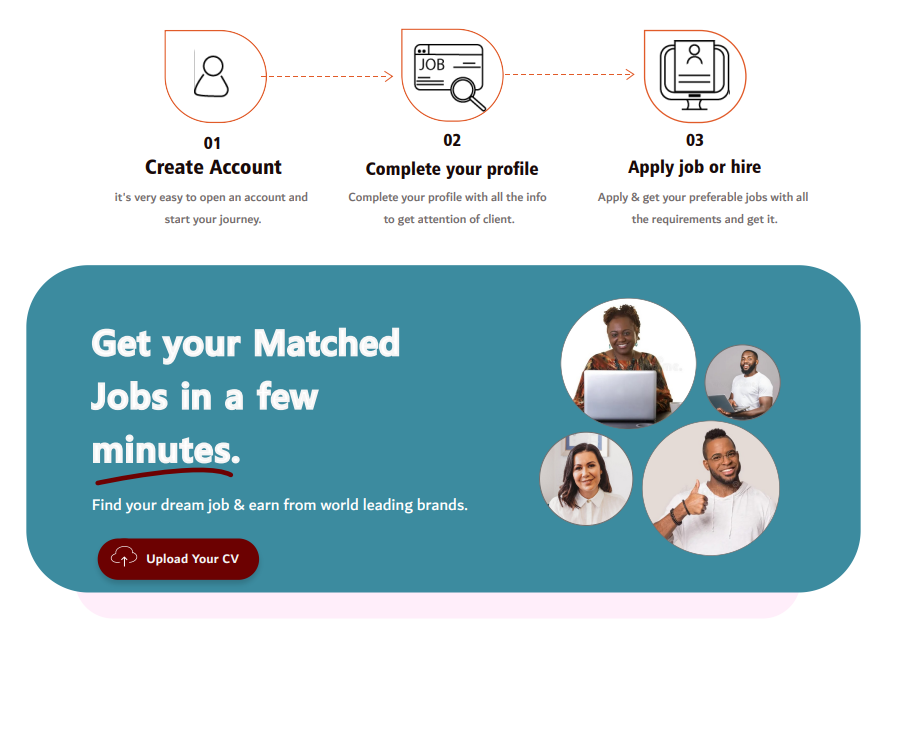 JOB
01
02
03
Create Account
Complete your profile
Apply job or hire
it's very easy to open an account and
start your journey.
Complete your profile with all the info
to get attention of client.
Apply & get your preferable jobs with all
the requirements and get it.
Get your Matched
Jobs in a few
minutes.
Find your dream job & earn from world leading brands.
Upload Your CV